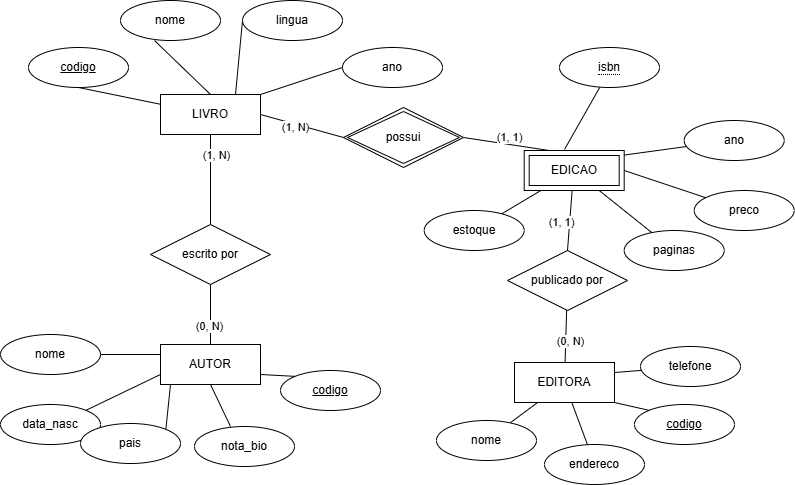 nome
lingua
codigo
ano
LIVRO
(1, N)
possui
(1, 1)
isbn
ano
EDICAO
preco
estoque
(1, 1)
paginas
(1, N)
escrito por
publicado por
(0, N)
(0, N)
nome
AUTOR
codigo
data_nasc
pais
nota_bio
EDITORA
telefone
codigo
nome
endereco